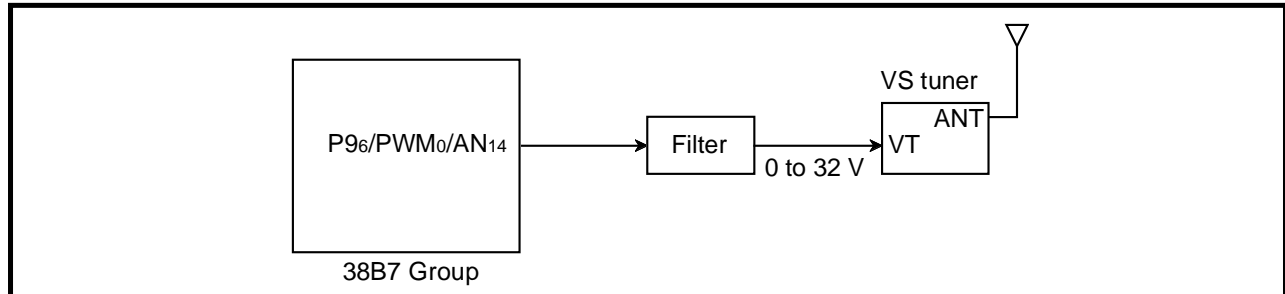 VS tuner
ANT
P96/PWM0/AN14
Filter
VT
0 to 32 V
38B7 Group